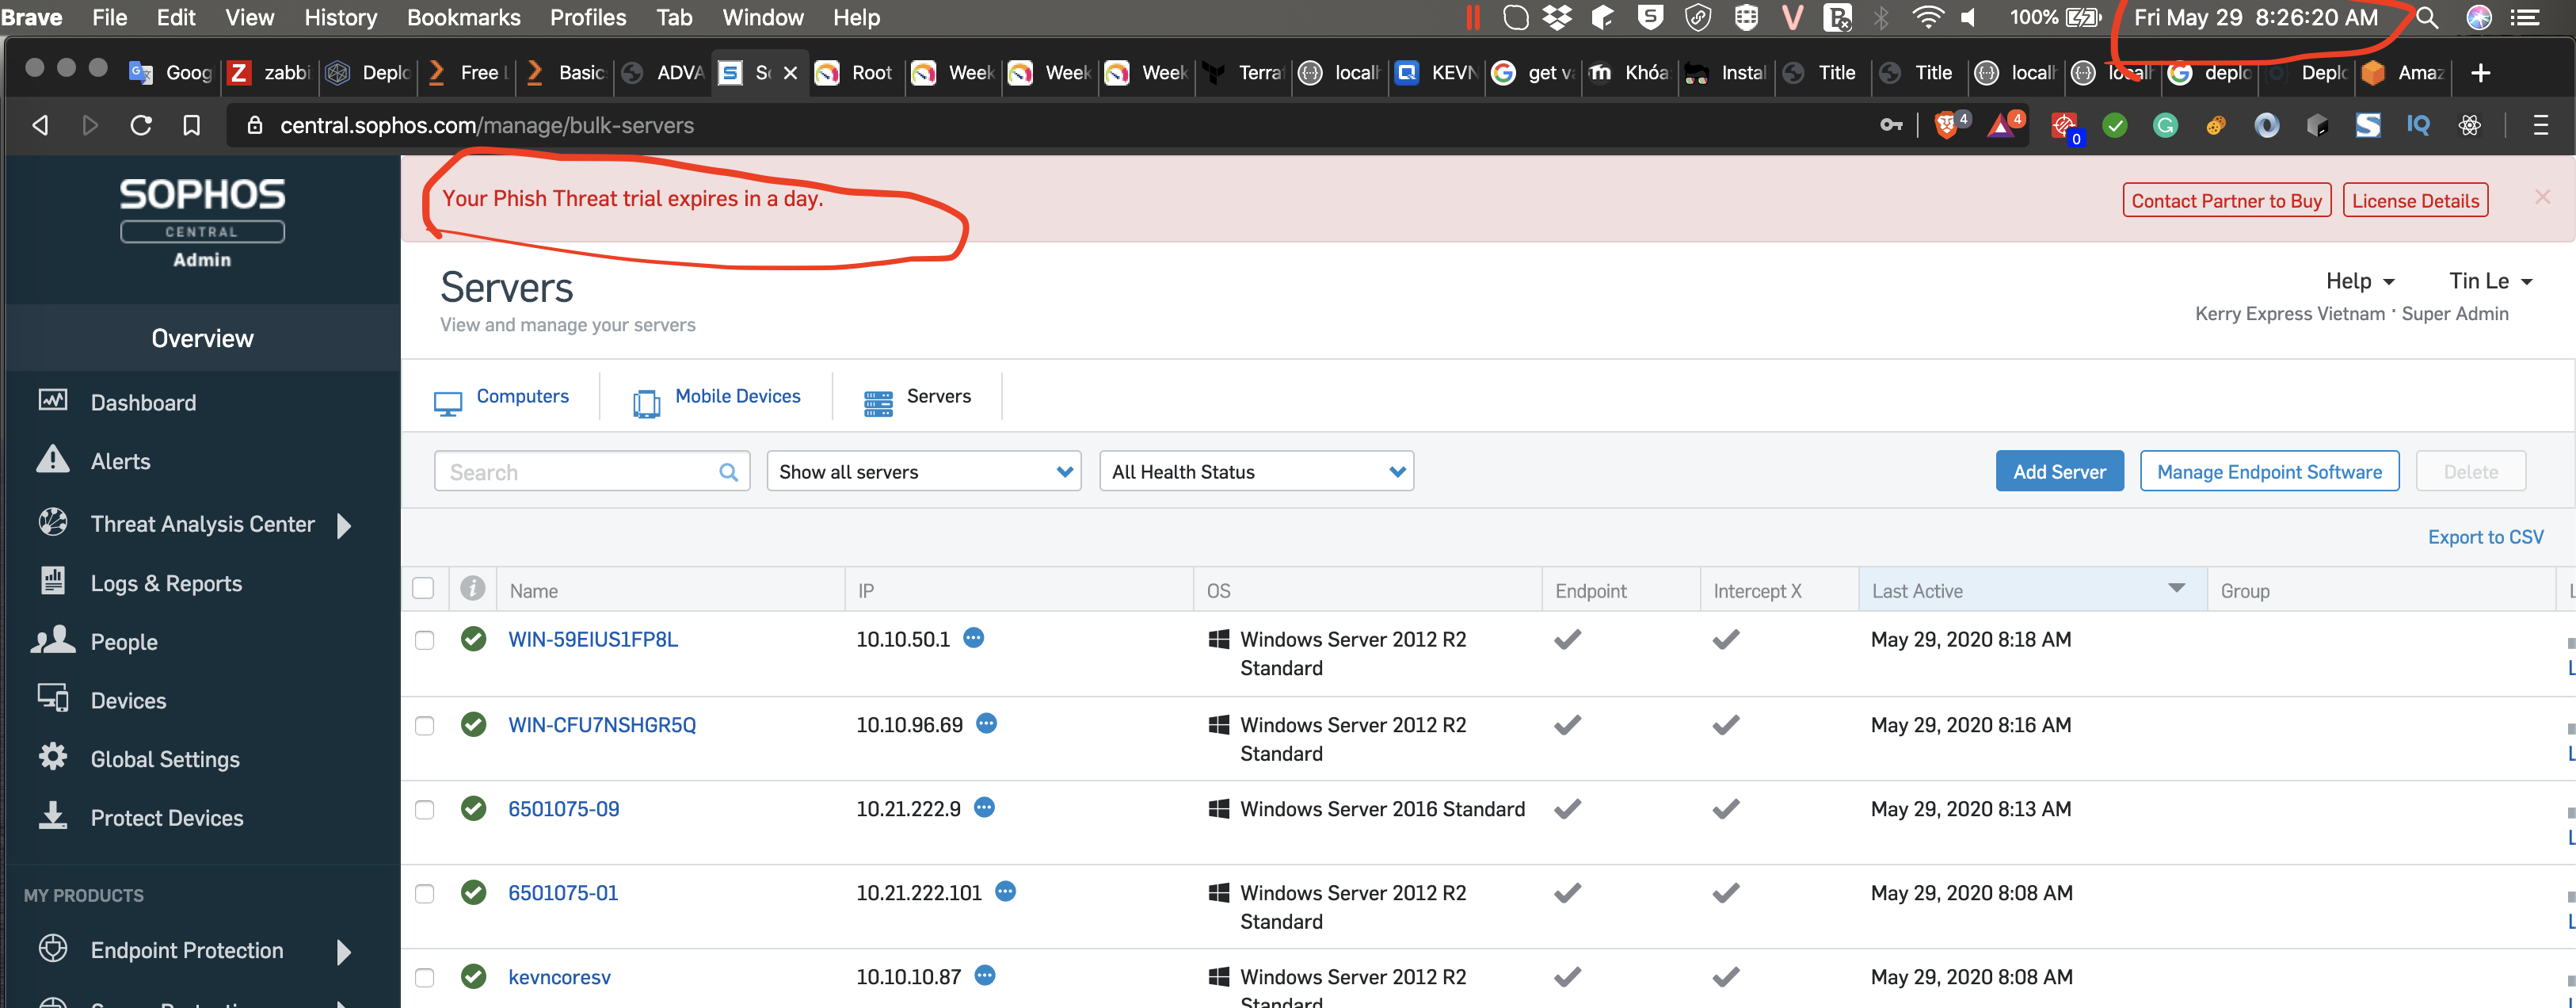 Brave File Edit View History Bookmarks Profiles Tab Window Help 100% Fri May 29 8:26:20 AM
Goog zabbi Deplo Free Basic ADVA Root Week Week Week Terra localh KEVN get va Khóa Instal Title Title localh localh deplo Deplo Amaz
central.sophos.com/manage/bulk-servers 4 4 0 IQ
SOPHOS
CENTRAL
Admin
Your Phish Threat trial expires in a day. Contact Partner to Buy License Details
Servers
View and manage your servers
Help Tin Le
Kerry Express Vietnam · Super Admin
Overview
Dashboard
Alerts
Threat Analysis Center
Logs & Reports
People
Devices
Global Settings
Protect Devices
MY PRODUCTS
Endpoint Protection
Computers Mobile Devices Servers
Search Show all servers All Health Status Add Server Manage Endpoint Software Delete
Export to CSV
Name IP OS Endpoint Intercept X Last Active Group
WIN-59EIUS1FP8L 10.10.50.1 Windows Server 2012 R2 May 29, 2020 8:18 AM
Standard
WIN-CFU7NSHGR5Q 10.10.96.69 Windows Server 2012 R2 May 29, 2020 8:16 AM
Standard
6501075-09 10.21.222.9 Windows Server 2016 Standard May 29, 2020 8:13 AM
6501075-01 10.21.222.101 Windows Server 2012 R2 May 29, 2020 8:08 AM
Standard
kevncoresv 10.10.10.87 Windows Server 2012 R2 May 29, 2020 8:08 AM
Standard